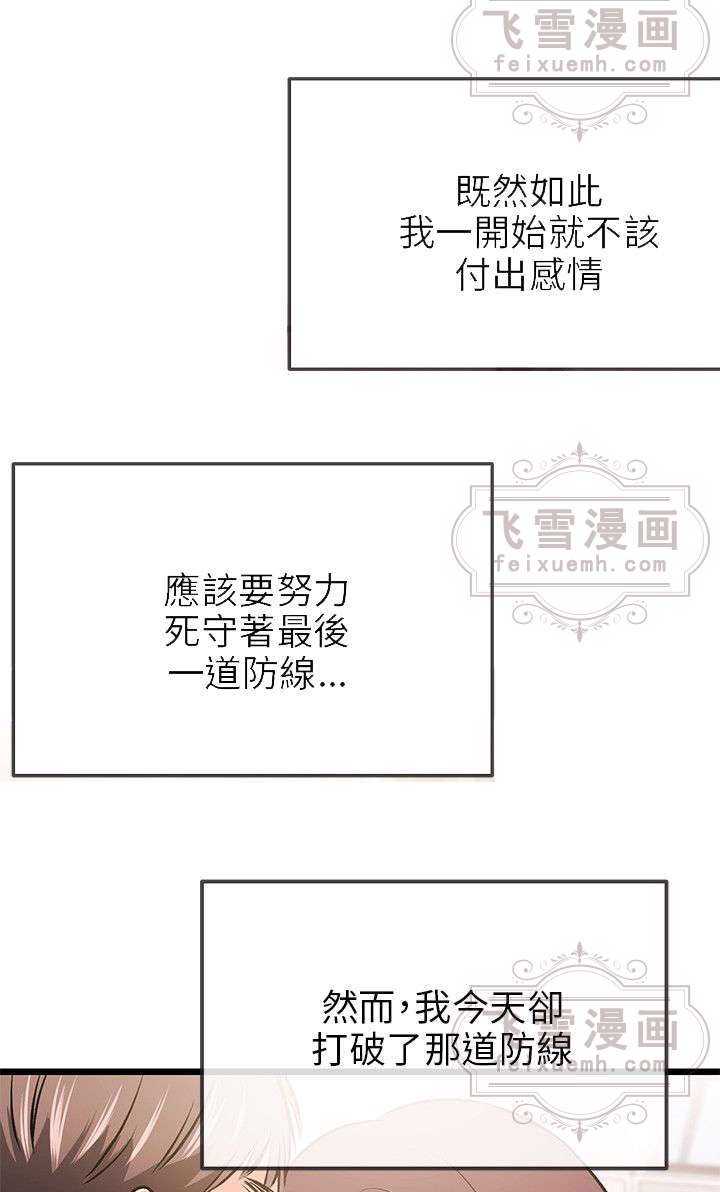 飞雪漫画
feixuemh.com
既然如此
我一開始就不該
付出感情
飞雪漫画
feixuemh.com
應該要努力
死守著最後
一道防線...
飞雪漫画
feixuemh.com
然而，我今天卻
打破了那道防線